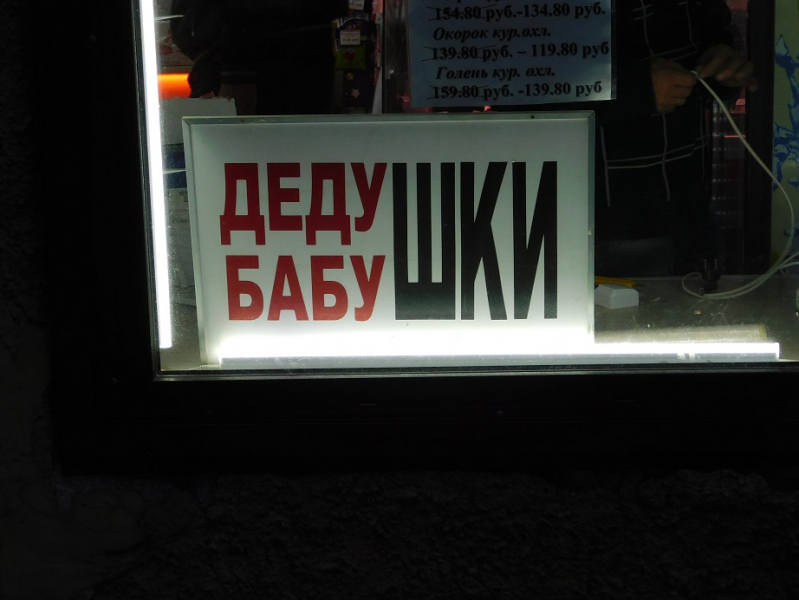 154.80 руб.-134.80 руб.
Окорок кур.охл.
139.80 руб. – 119.80 руб
Голень кур. охл.
159.80 руб. -139.80 руб
ДЕДУ
БАБУ
ШКИ